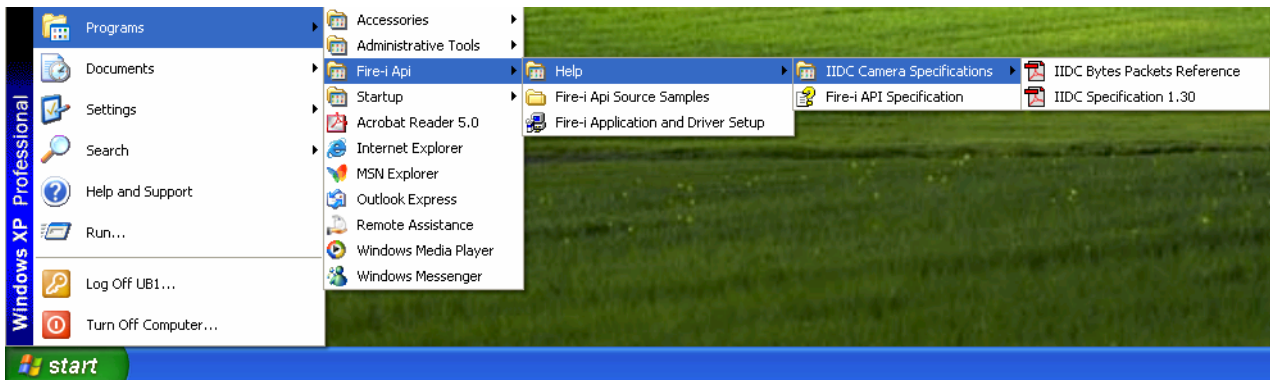 Windows XP Professional
Programs
Documents
Settings
Search
Help and Support
Run...
Log Off UB1...
Turn Off Computer...
Accessories
Administrative Tools
Fire-i Api
Startup
Acrobat Reader 5.0
Internet Explorer
MSN Explorer
Outlook Express
Remote Assistance
Windows Media Player
Windows Messenger
Help
Fire-i Api Source Samples
Fire-i Application and Driver Setup
IIDC Camera Specifications
Fire-i API Specification
IIDC Bytes Packets Reference
IIDC Specification 1.30
start